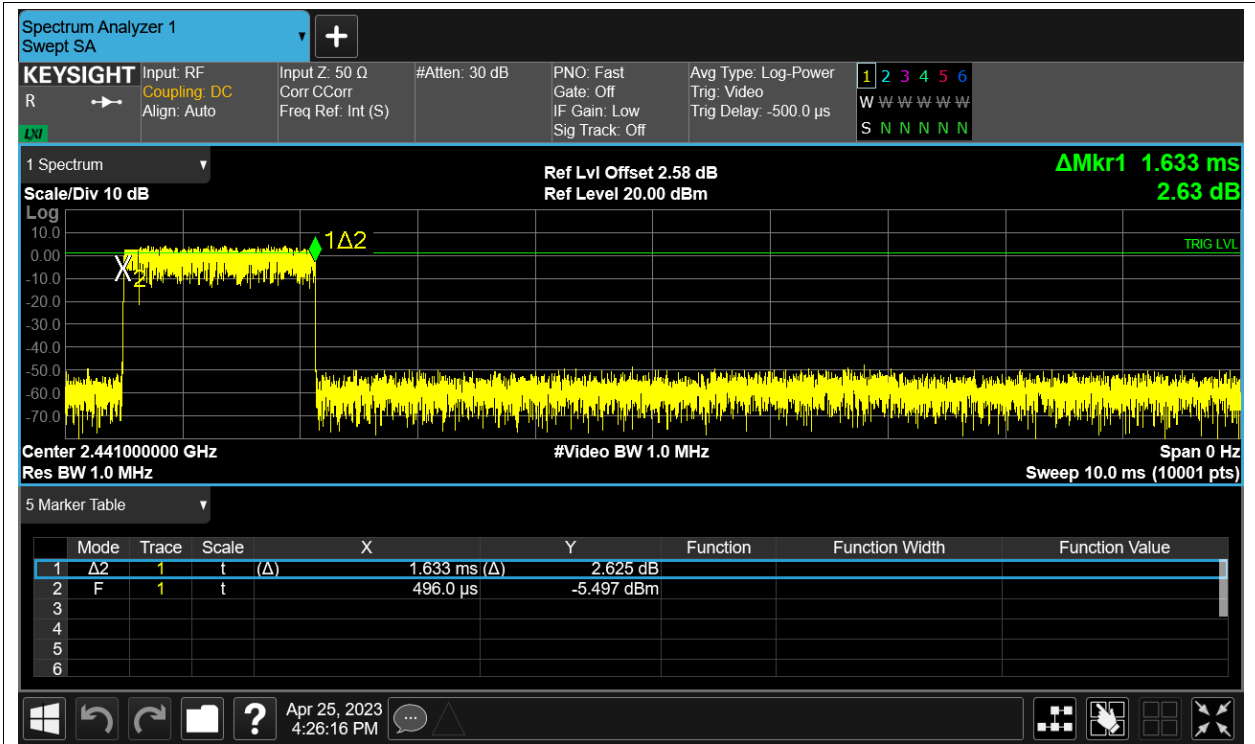 Spectrum Analyzer 1
Swept SA
+
KEYSIGHT
R
LXI
Input: RF
Coupling: DC
Align: Auto
Input Z: 50 Ω
Corr CCorr
Freq Ref: Int (S)
#Atten: 30 dB
PNO: Fast
Gate: Off
IF Gain: Low
Sig Track: Off
Avg Type: Log-Power
Trig: Video
Trig Delay: -500.0 µs
1 2 3 4 5 6
W W W W W W
S N N N N N
1 Spectrum
Ref Lvl Offset 2.58 dB
ΔMkr1 1.633 ms
Scale/Div 10 dB
Ref Level 20.00 dBm
2.63 dB
Log
10.0
0.00
-10.0
-20.0
-30.0
-40.0
-50.0
-60.0
-70.0
1Δ2
TRIG LVL
X2
Center 2.441000000 GHz
#Video BW 1.0 MHz
Span 0 Hz
Res BW 1.0 MHz
Sweep 10.0 ms (10001 pts)
5 Marker Table
Mode Trace Scale X Y Function Function Width Function Value
1 Δ2 1 t (Δ) 1.633 ms (Δ) 2.625 dB
2 F 1 t 496.0 µs -5.497 dBm
3
4
5
6
?
Apr 25, 2023
4:26:16 PM